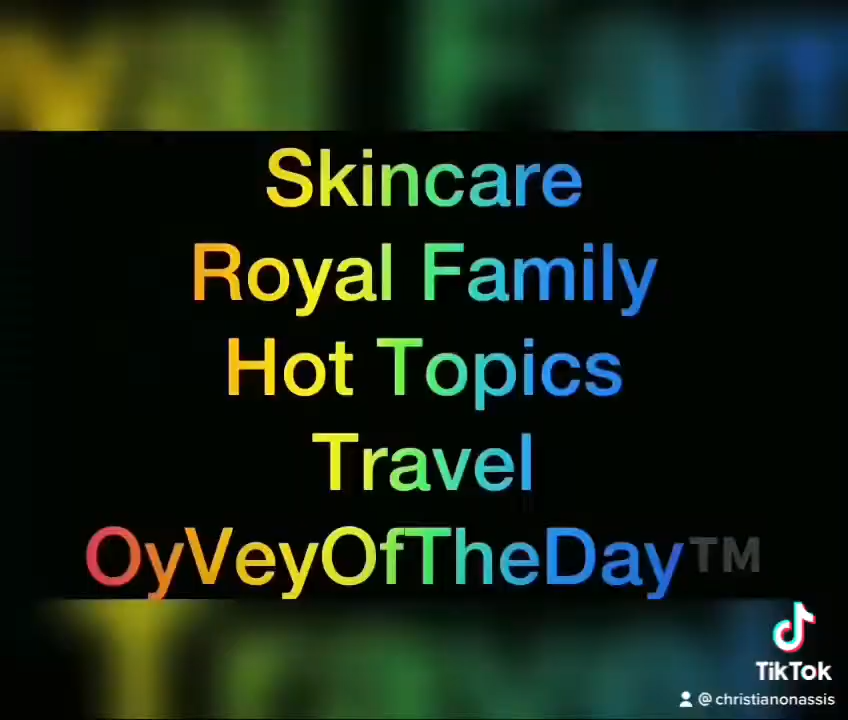 Skincare
Royal Family
Hot Topics
Travel
OyVeyOfTheDay™
TikTok
@christianonassis